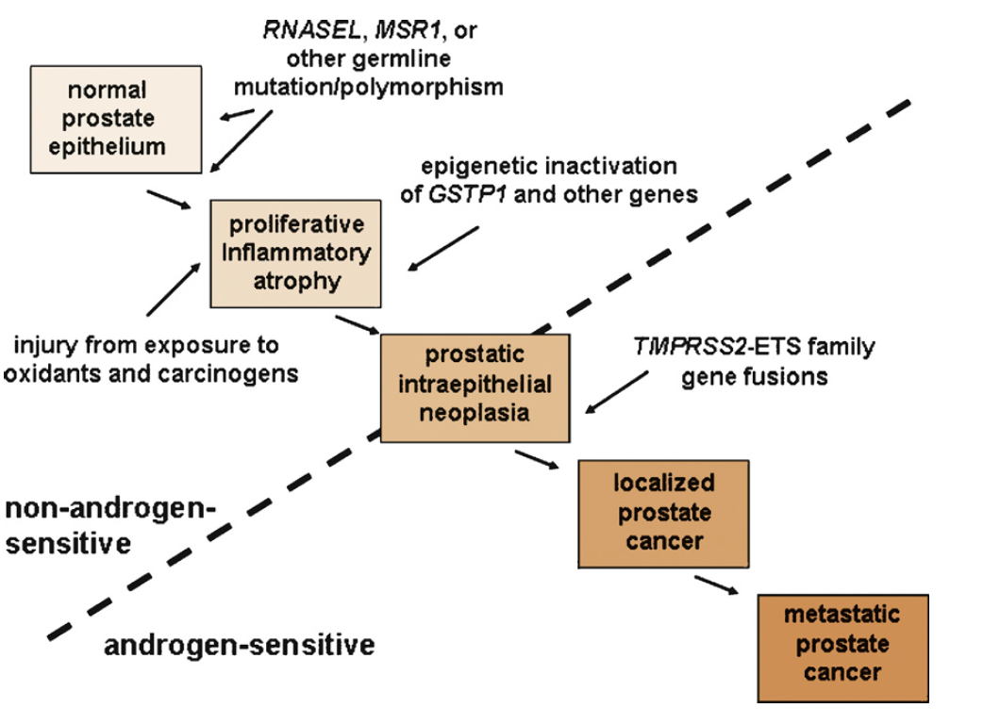 RNASEL, MSR1, or
other germline
mutation/polymorphism
normal
prostate
epithelium
epigenetic inactivation
of GSTP1 and other genes
proliferative
Inflammatory
atrophy
injury from exposure to
oxidants and carcinogens
prostatic
intraepithelial
neoplasia
TMPRSS2-ETS family
gene fusions
localized
prostate
cancer
non-androgen-
sensitive
androgen-sensitive
metastatic
prostate
cancer